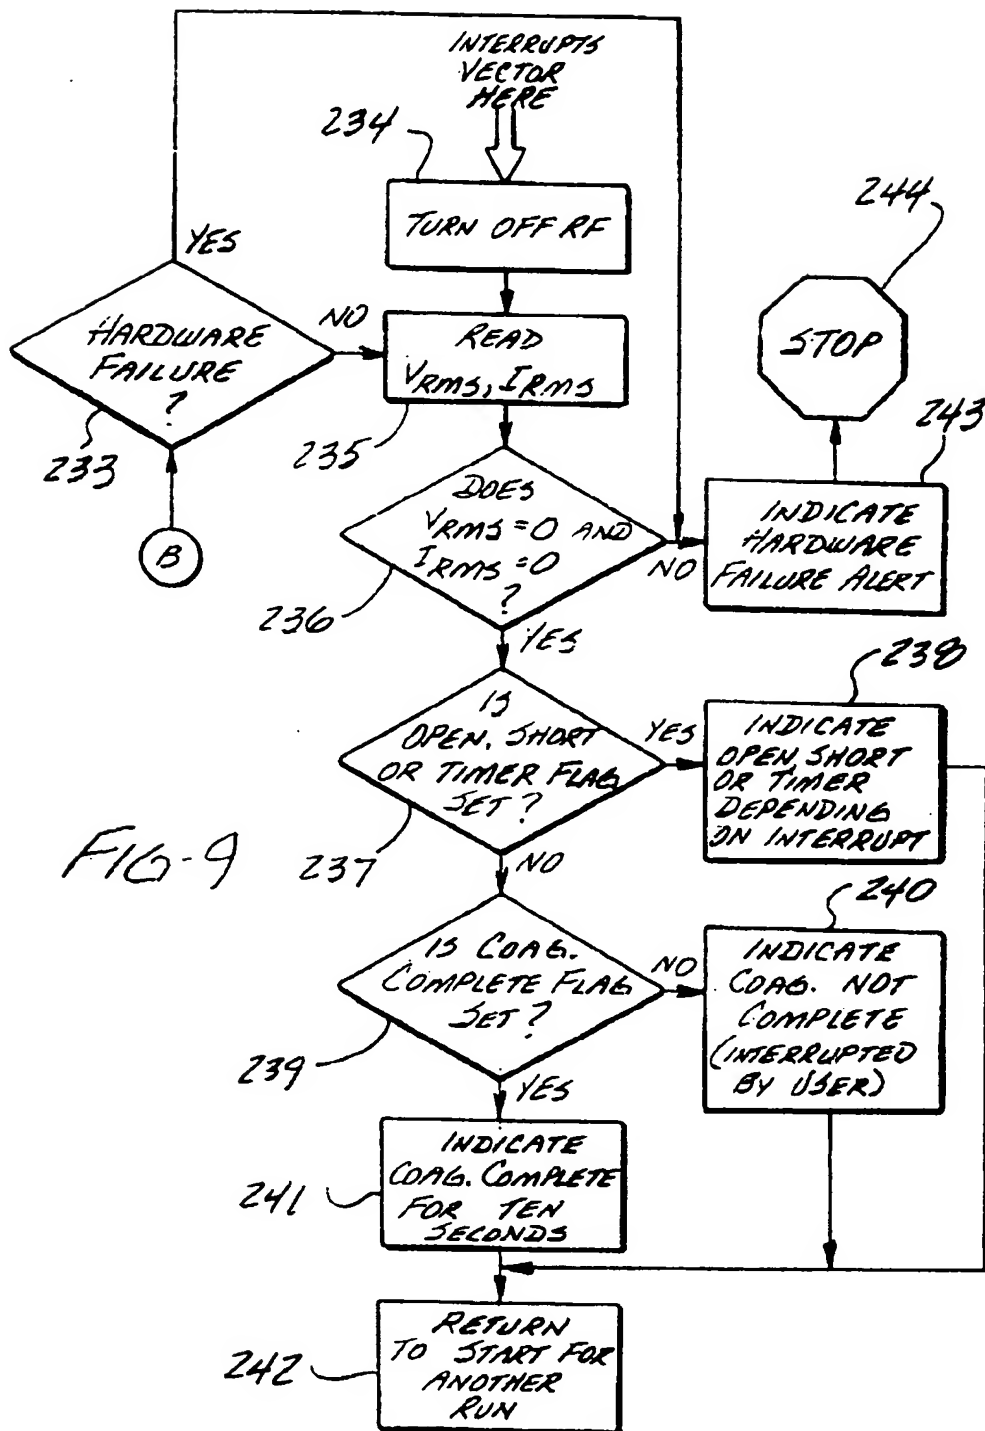 INTERRUPTS
VECTOR
HERE
234
TURN OFF RF
244
YES
HARDWARE
FAILURE
?
NO
READ
VRMS, IRMS
STOP
233
235
243
B
DOES
VRMS = 0 AND
IRMS = 0
?
NO
INDICATE
HARDWARE
FAILURE ALERT
236
YES
238
IS
OPEN, SHORT
OR TIMER FLAG
SET?
YES
INDICATE
OPEN, SHORT
OR TIMER
DEPENDING
ON INTERRUPT
FIG-9
237
NO
240
IS COAG.
COMPLETE FLAG
SET?
NO
INDICATE
COAG. NOT
COMPLETE
(INTERRUPTED
BY USER)
239
YES
INDICATE
COAG. COMPLETE
FOR TEN
SECONDS
241
RETURN
TO START FOR
ANOTHER
RUN
242